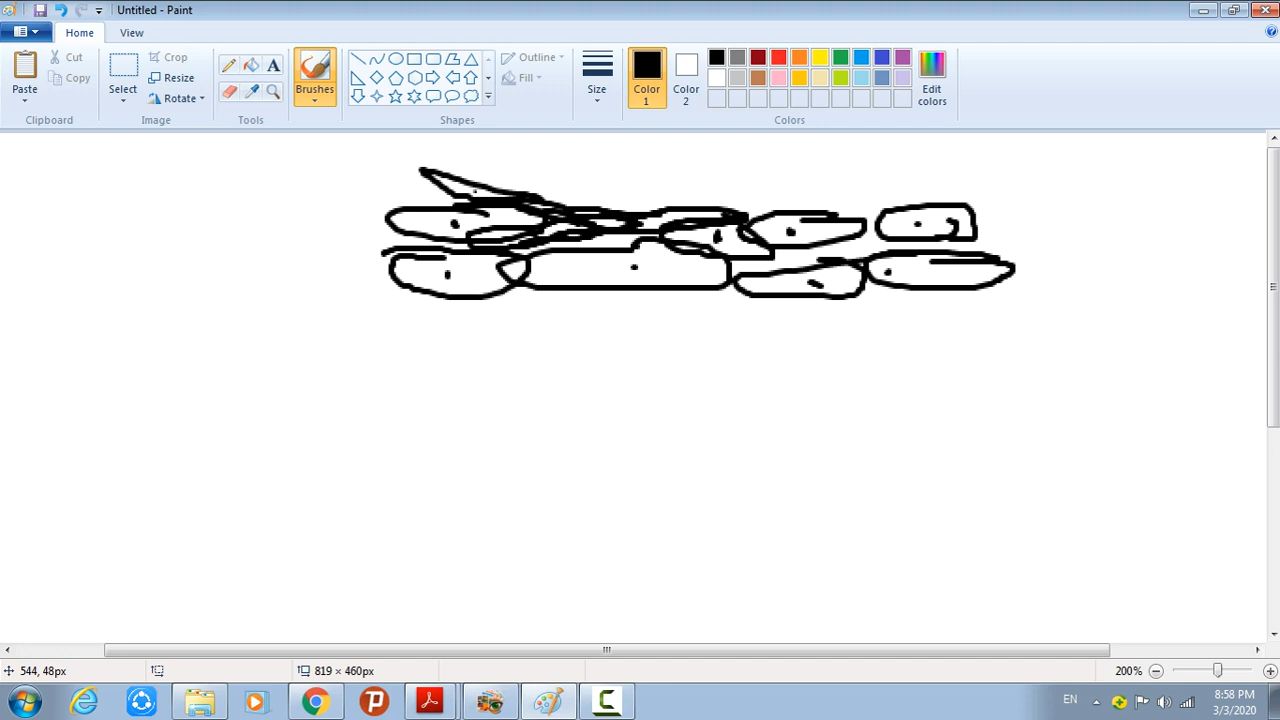 Untitled - Paint
Home View
Paste
Cut
Copy
Clipboard
Select
Crop
Resize
Rotate
Image
A
Tools
Brushes
Outline
Fill
Shapes
Size
Color 1
Color 2
Edit colors
Colors
544, 48px
819 × 460px
200%
EN
8:58 PM
3/3/2020